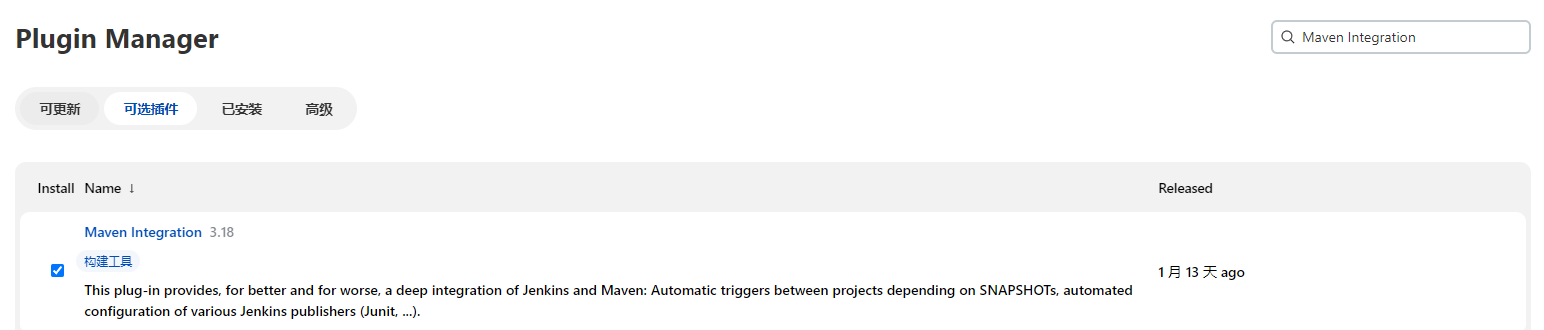 Plugin Manager
Maven Integration
可更新 可选插件 已安装 高级
Install Name ↓ Released
Maven Integration 3.18
构建工具
1 月 13 天 ago
This plug-in provides, for better and for worse, a deep integration of Jenkins and Maven: Automatic triggers between projects depending on SNAPSHOTs, automated
configuration of various Jenkins publishers (Junit, ...).